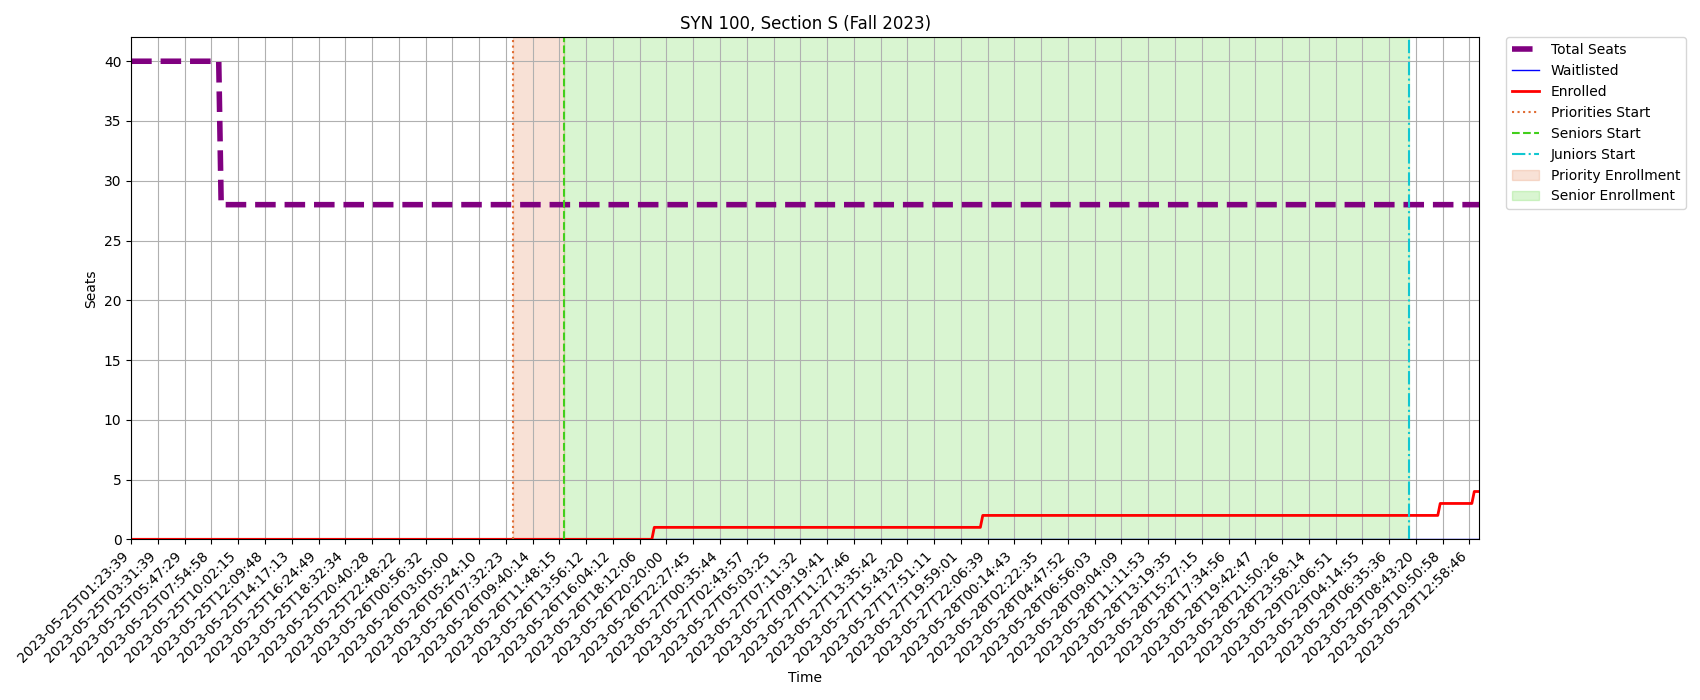 SYN 100, Section S (Fall 2023)
Total Seats
Waitlisted
Enrolled
Priorities Start
Seniors Start
Juniors Start
Priority Enrollment
Senior Enrollment
Seats
40
35
30
25
20
15
10
5
0
2023-05-25T01:23:39
2023-05-25T03:31:39
2023-05-25T05:47:29
2023-05-25T07:54:58
2023-05-25T10:02:15
2023-05-25T12:09:48
2023-05-25T14:17:13
2023-05-25T16:24:49
2023-05-25T18:32:34
2023-05-25T20:40:28
2023-05-25T22:48:22
2023-05-26T00:56:32
2023-05-26T03:05:00
2023-05-26T05:24:10
2023-05-26T07:32:23
2023-05-26T09:40:14
2023-05-26T11:48:15
2023-05-26T13:56:12
2023-05-26T16:04:12
2023-05-26T18:12:06
2023-05-26T20:20:00
2023-05-26T22:27:45
2023-05-27T00:35:44
2023-05-27T02:43:57
2023-05-27T05:03:25
2023-05-27T07:11:32
2023-05-27T09:19:41
2023-05-27T11:27:46
2023-05-27T13:35:42
2023-05-27T15:43:20
2023-05-27T17:51:11
2023-05-27T19:59:01
2023-05-27T22:06:39
2023-05-28T00:14:43
2023-05-28T02:22:35
2023-05-28T04:47:52
2023-05-28T06:56:03
2023-05-28T09:04:09
2023-05-28T11:11:53
2023-05-28T13:19:35
2023-05-28T15:27:15
2023-05-28T17:34:56
2023-05-28T19:42:47
2023-05-28T21:50:26
2023-05-28T23:58:14
2023-05-29T02:06:51
2023-05-29T04:14:55
2023-05-29T06:35:36
2023-05-29T08:43:20
2023-05-29T10:50:58
2023-05-29T12:58:46
Time